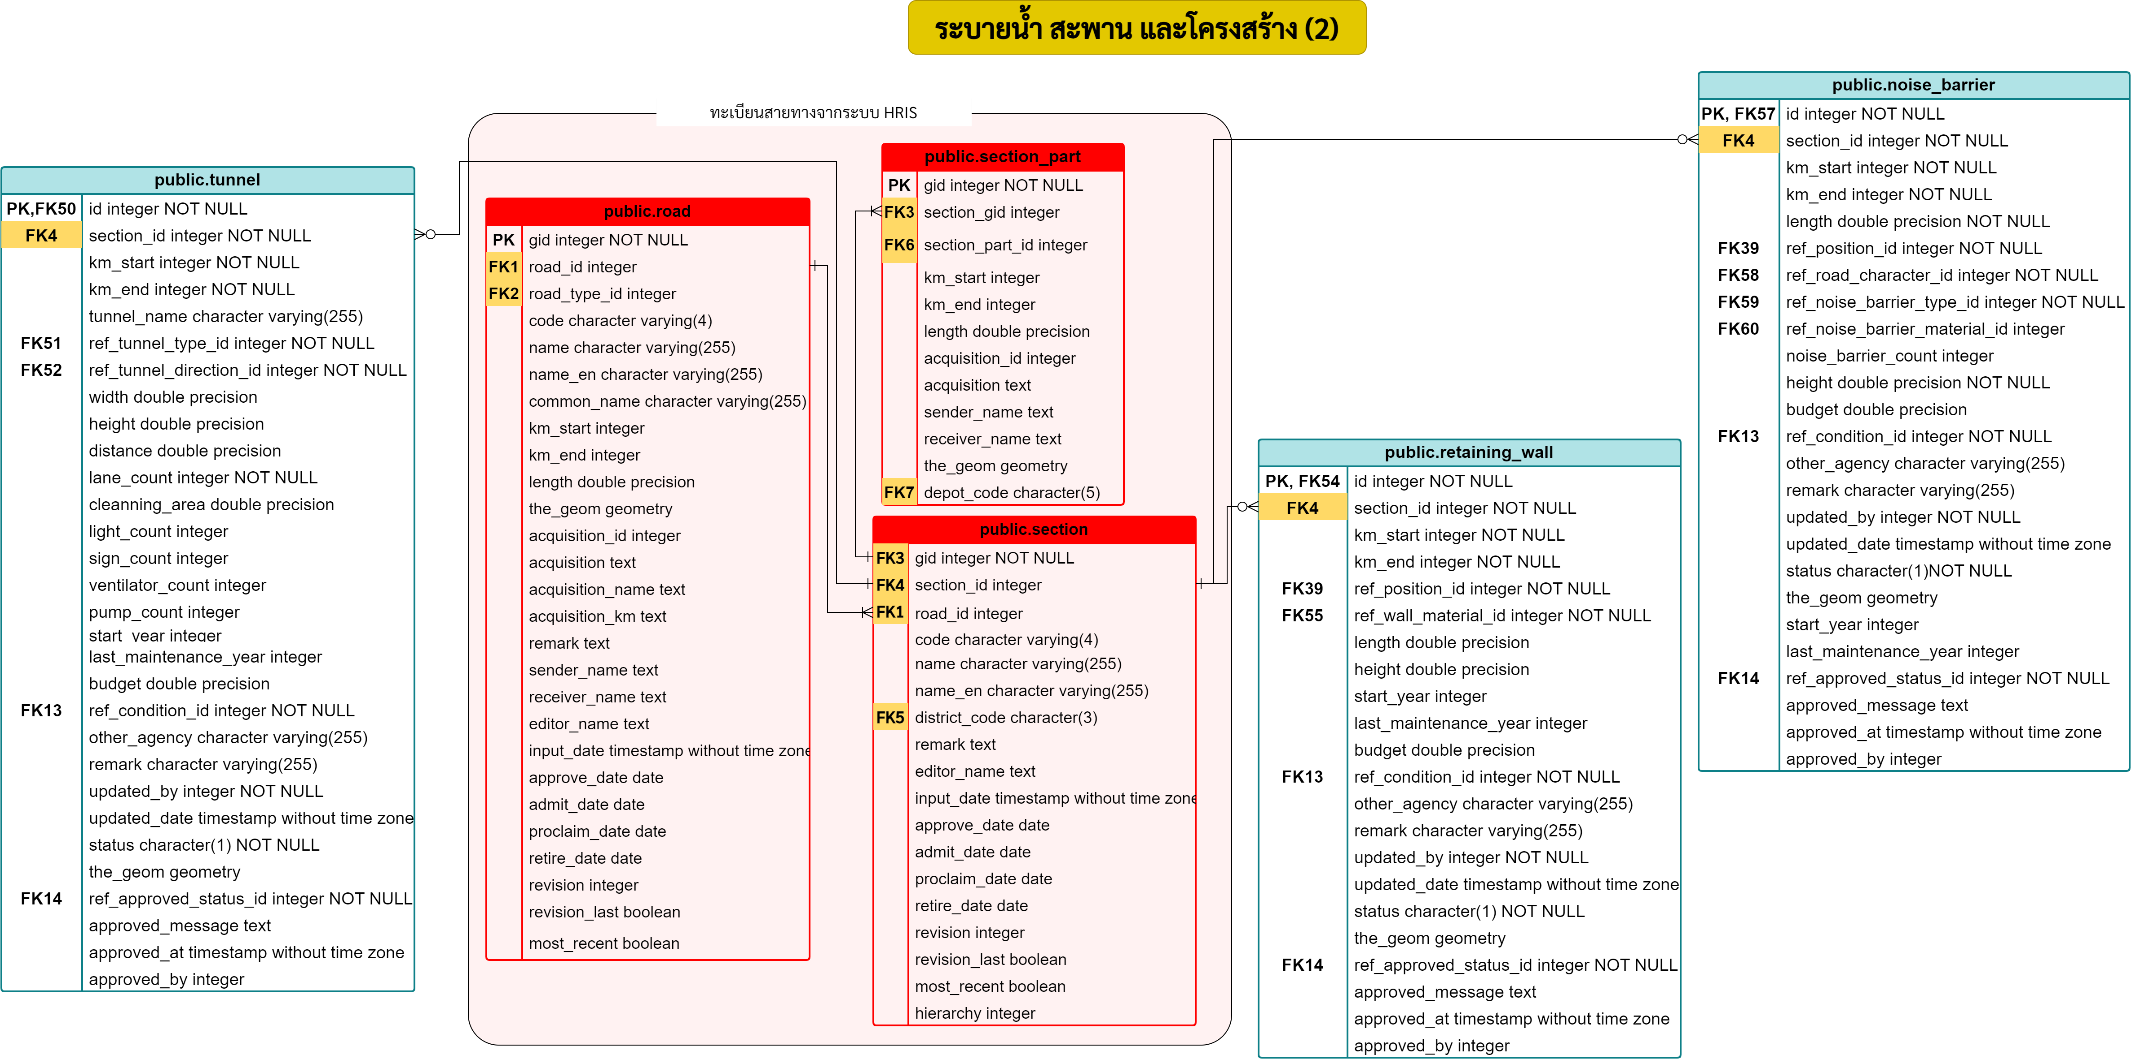 ระบายน้ำ สะพาน และโครงสร้าง (2)
ทะเบียนสายทางจากระบบ HRIS
public.tunnel
PK,FK50 id integer NOT NULL
FK4 section_id integer NOT NULL
km_start integer NOT NULL
km_end integer NOT NULL
tunnel_name character varying(255)
FK51 ref_tunnel_type_id integer NOT NULL
FK52 ref_tunnel_direction_id integer NOT NULL
width double precision
height double precision
distance double precision
lane_count integer NOT NULL
cleanning_area double precision
light_count integer
sign_count integer
ventilator_count integer
pump_count integer
start_year integer
last_maintenance_year integer
budget double precision
FK13 ref_condition_id integer NOT NULL
other_agency character varying(255)
remark character varying(255)
updated_by integer NOT NULL
updated_date timestamp without time zone
status character(1) NOT NULL
the_geom geometry
FK14 ref_approved_status_id integer NOT NULL
approved_message text
approved_at timestamp without time zone
approved_by integer
public.road
PK gid integer NOT NULL
FK1 road_id integer
FK2 road_type_id integer
code character varying(4)
name character varying(255)
name_en character varying(255)
common_name character varying(255)
km_start integer
km_end integer
length double precision
the_geom geometry
acquisition_id integer
acquisition text
acquisition_name text
acquisition_km text
remark text
sender_name text
receiver_name text
editor_name text
input_date timestamp without time zone
approve_date date
admit_date date
proclaim_date date
retire_date date
revision integer
revision_last boolean
most_recent boolean
public.section_part
PK gid integer NOT NULL
FK3 section_gid integer
FK6 section_part_id integer
km_start integer
km_end integer
length double precision
acquisition_id integer
acquisition text
sender_name text
receiver_name text
the_geom geometry
FK7 depot_code character(5)
public.section
FK3 gid integer NOT NULL
FK4 section_id integer
FK1 road_id integer
code character varying(4)
name character varying(255)
name_en character varying(255)
FK5 district_code character(3)
remark text
editor_name text
input_date timestamp without time zone
approve_date date
admit_date date
proclaim_date date
retire_date date
revision integer
revision_last boolean
most_recent boolean
hierarchy integer
public.retaining_wall
PK, FK54 id integer NOT NULL
FK4 section_id integer NOT NULL
km_start integer NOT NULL
km_end integer NOT NULL
FK39 ref_position_id integer NOT NULL
FK55 ref_wall_material_id integer NOT NULL
length double precision
height double precision
start_year integer
last_maintenance_year integer
budget double precision
FK13 ref_condition_id integer NOT NULL
other_agency character varying(255)
remark character varying(255)
updated_by integer NOT NULL
updated_date timestamp without time zone
status character(1) NOT NULL
the_geom geometry
FK14 ref_approved_status_id integer NOT NULL
approved_message text
approved_at timestamp without time zone
approved_by integer
public.noise_barrier
PK, FK57 id integer NOT NULL
FK4 section_id integer NOT NULL
km_start integer NOT NULL
km_end integer NOT NULL
length double precision NOT NULL
FK39 ref_position_id integer NOT NULL
FK58 ref_road_character_id integer NOT NULL
FK59 ref_noise_barrier_type_id integer NOT NULL
FK60 ref_noise_barrier_material_id integer
noise_barrier_count integer
height double precision NOT NULL
budget double precision
FK13 ref_condition_id integer NOT NULL
other_agency character varying(255)
remark character varying(255)
updated_by integer NOT NULL
updated_date timestamp without time zone
status character(1)NOT NULL
the_geom geometry
start_year integer
last_maintenance_year integer
FK14 ref_approved_status_id integer NOT NULL
approved_message text
approved_at timestamp without time zone
approved_by integer